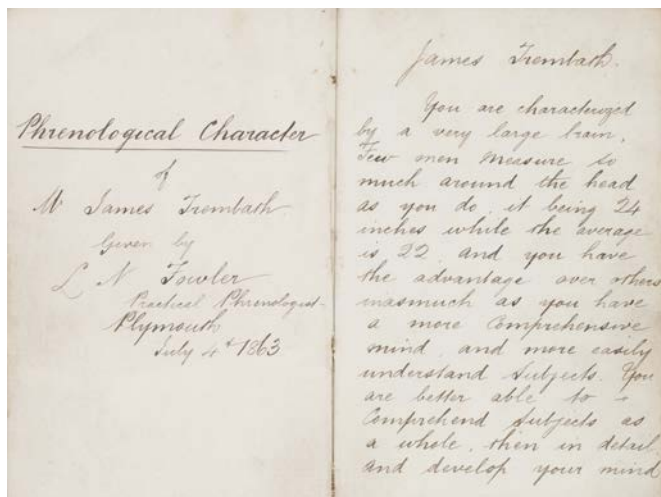 Phrenological Character
of
Mr James Trembath
Given by
L N Fowler
Practical Phrenologist
Plymouth
July 4th 1863
James Trembath.
You are characterized
by a very large brain.
Few men measure so
much around the head
as you do, it being 24
inches while the average
is 22, and you have
the advantage over others
inasmuch as you have
a more Comprehensive
mind, and more easily
understand subjects. You
are better able to
Comprehend subjects as
a whole, then in detail
and develop your mind